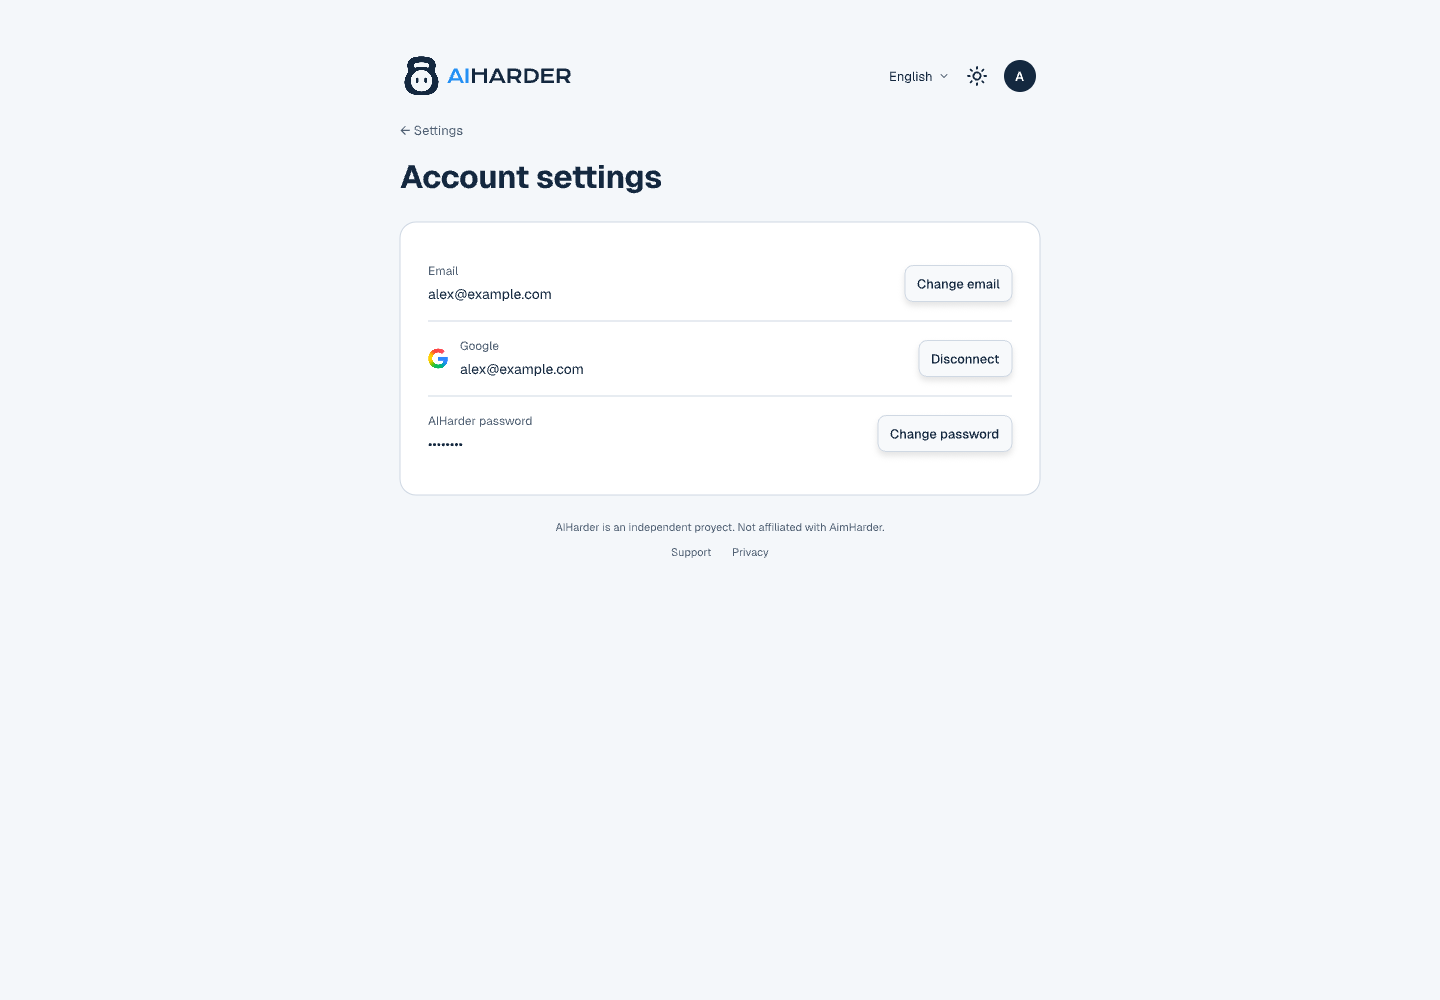 AIHARDER
English
A
← Settings
Account settings
Email
alex@example.com
Change email
Google
alex@example.com
Disconnect
AIHarder password
••••••••
Change password
AIHarder is an independent proyect. Not affiliated with AimHarder.
Support Privacy